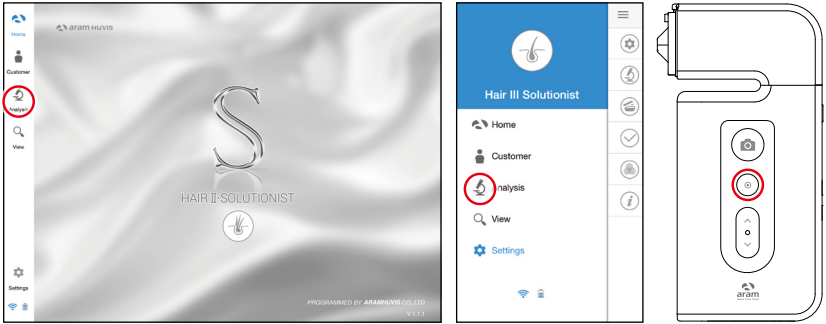 aram HUVIS
Home
Customer
Analysis
View
S
HAIR II·SOLUTIONIST
Settings
PROGRAMMED BY ARAMHUVIS CO.,LTD
V 1.1.1
Hair III Solutionist
Home
Customer
nalysis
View
Settings
i
aram